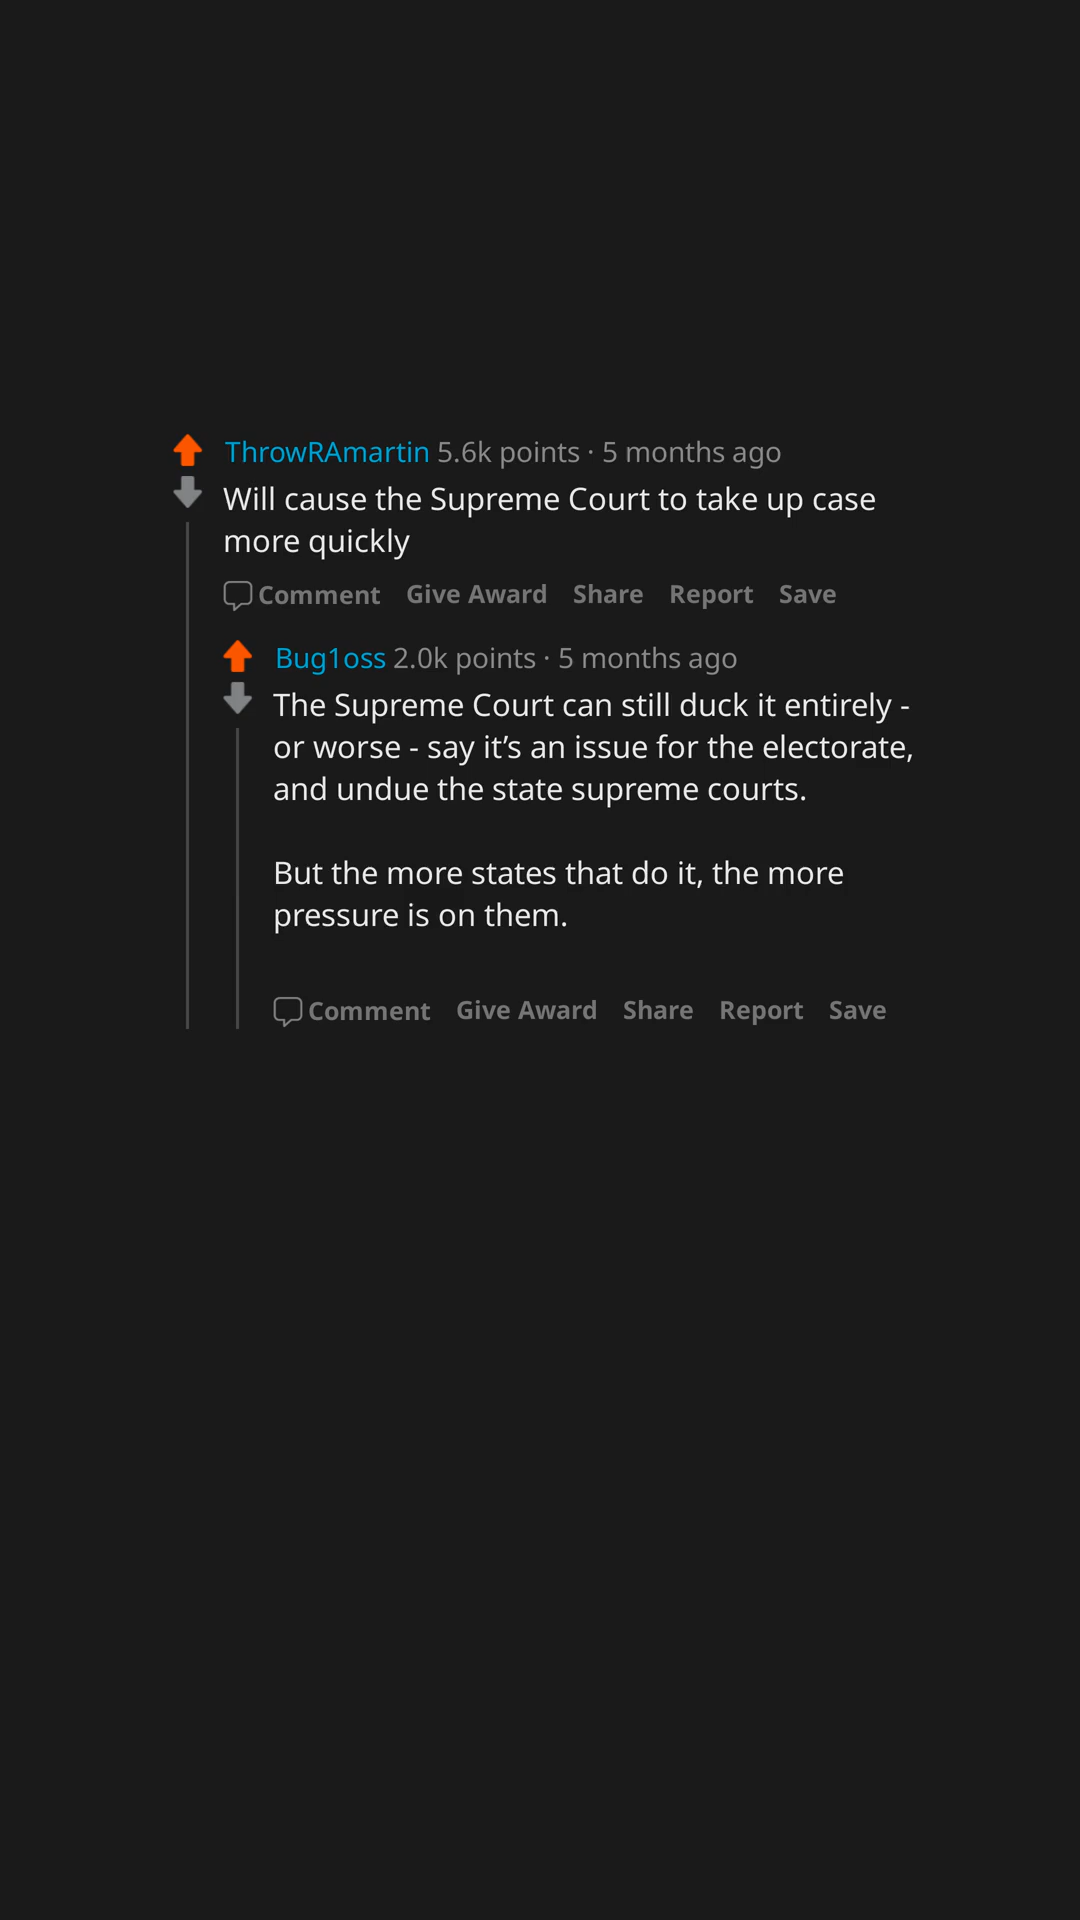 ThrowRAmartin 5.6k points · 5 months ago
Will cause the Supreme Court to take up case
more quickly
Comment Give Award Share Report Save
Bug1oss 2.0k points · 5 months ago
The Supreme Court can still duck it entirely -
or worse - say it’s an issue for the electorate,
and undue the state supreme courts.
But the more states that do it, the more
pressure is on them.
Comment Give Award Share Report Save